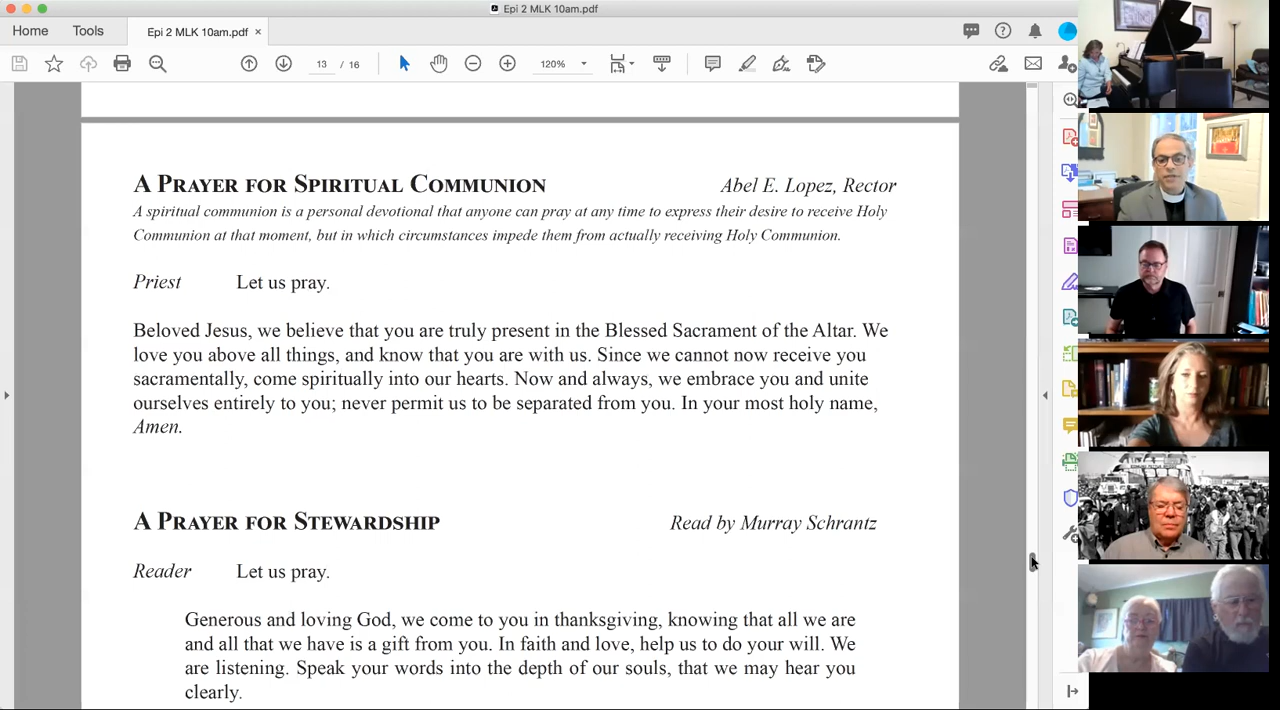 Epi 2 MLK 10am.pdf
Home
Tools
Epi 2 MLK 10am.pdf ×
13 / 16
120%
A Prayer for Spiritual Communion
Abel E. Lopez, Rector
A spiritual communion is a personal devotional that anyone can pray at any time to express their desire to receive Holy
Communion at that moment, but in which circumstances impede them from actually receiving Holy Communion.
Priest Let us pray.
Beloved Jesus, we believe that you are truly present in the Blessed Sacrament of the Altar. We
love you above all things, and know that you are with us. Since we cannot now receive you
sacramentally, come spiritually into our hearts. Now and always, we embrace you and unite
ourselves entirely to you; never permit us to be separated from you. In your most holy name,
Amen.
A Prayer for Stewardship
Read by Murray Schrantz
Reader Let us pray.
Generous and loving God, we come to you in thanksgiving, knowing that all we are
and all that we have is a gift from you. In faith and love, help us to do your will. We
are listening. Speak your words into the depth of our souls, that we may hear you
clearly.